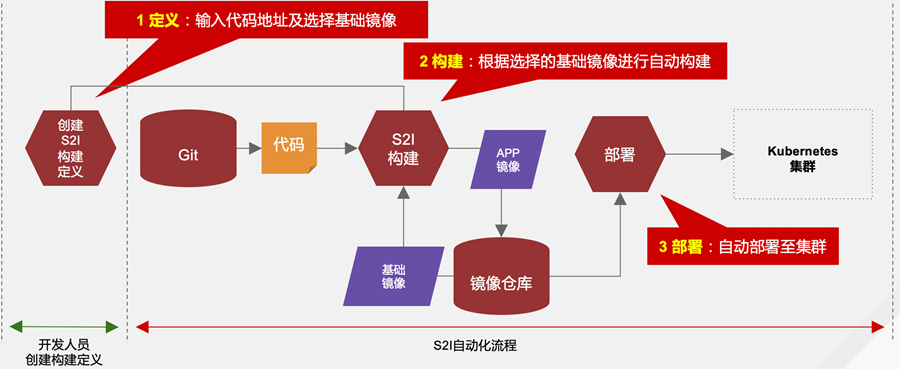 1 定义：输入代码地址及选择基础镜像
2 构建：根据选择的基础镜像进行自动构建
创建
S2I
构建
定义
Git
代码
S2I
构建
APP
镜像
部署
Kubernetes
集群
3 部署：自动部署至集群
基础
镜像
镜像仓库
开发人员
创建构建定义
S2I自动化流程